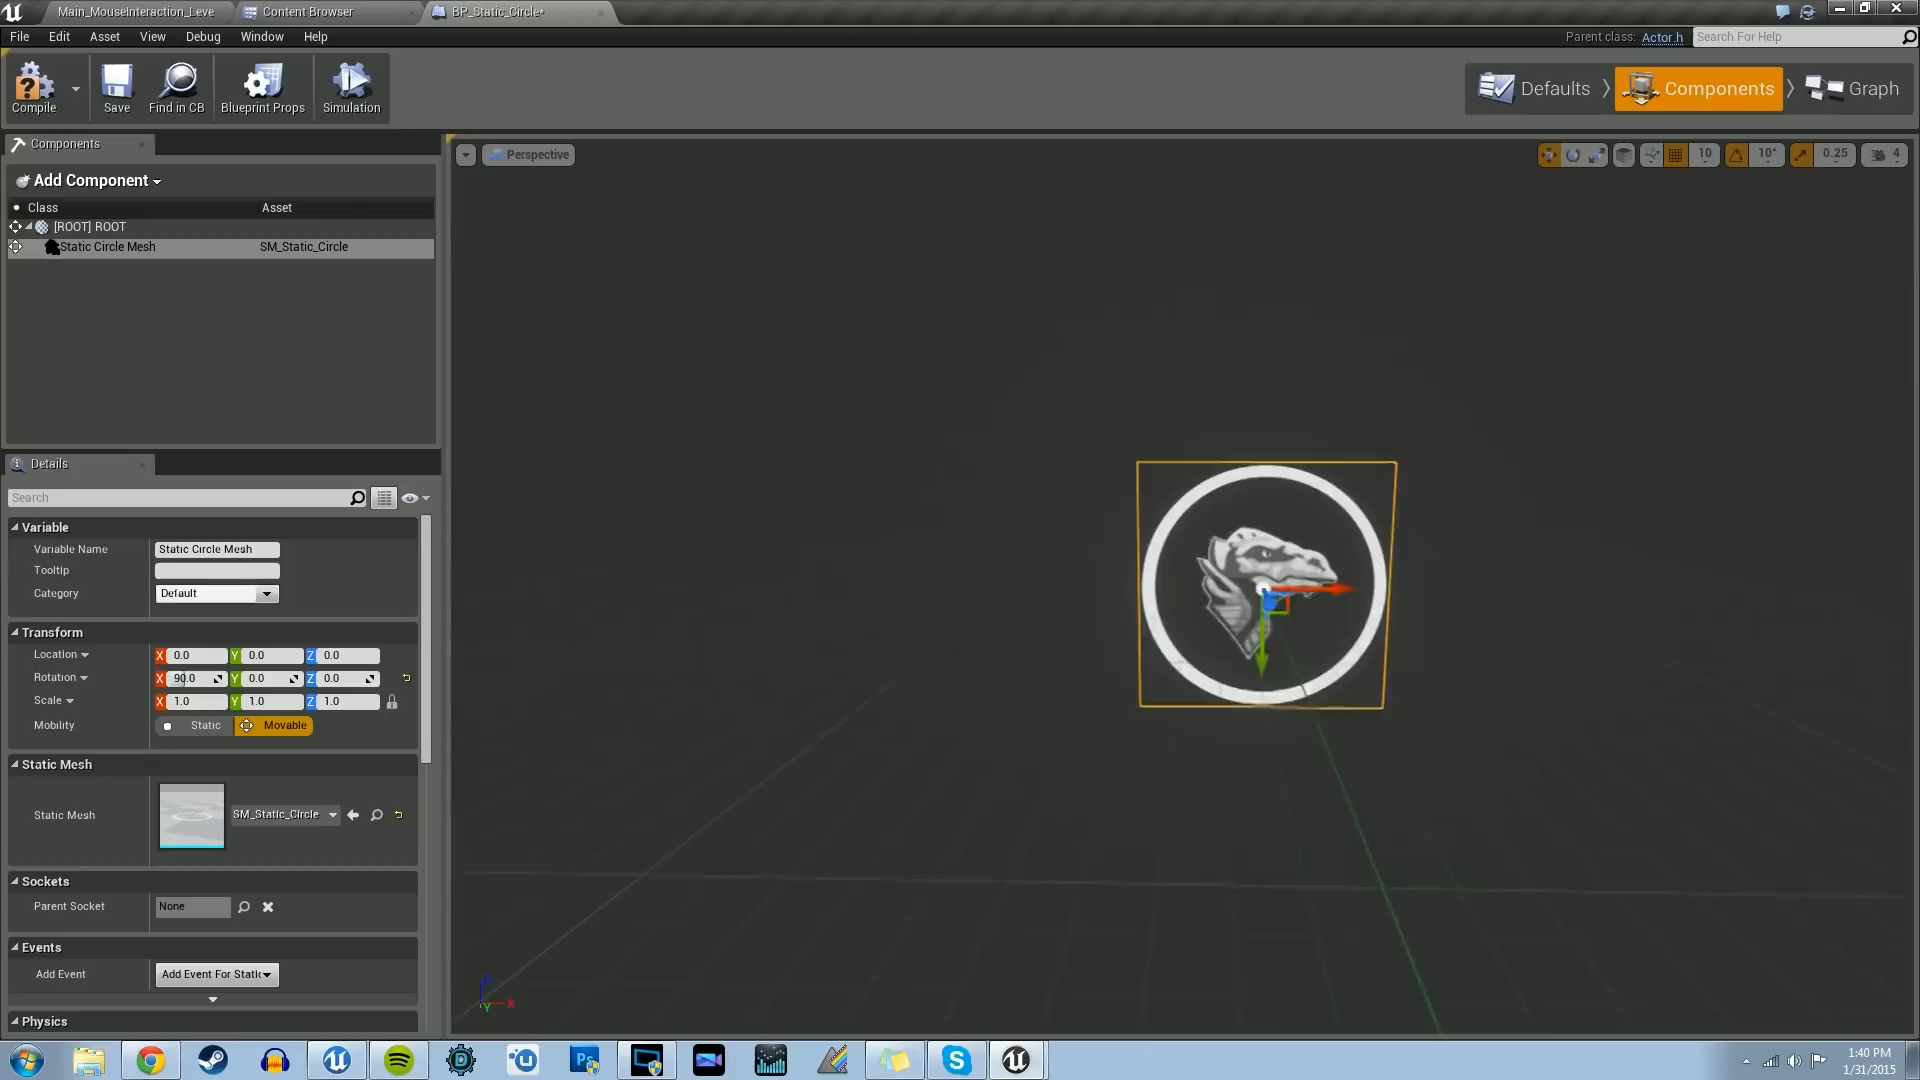 Main_MouseInteraction_Leve
Content Browser
BP_Static_Circle*
File Edit Asset View Debug Window Help
Parent class: Actor.h
Search For Help
Compile
Save
Find in CB
Blueprint Props
Simulation
Defaults
Components
Graph
Components
Perspective
10
10°
0.25
4
Add Component
Class Asset
[ROOT] ROOT
Static Circle Mesh SM_Static_Circle
Details
Search
Variable
Variable Name Static Circle Mesh
Tooltip
Category Default
Transform
Location X 0.0 Y 0.0 Z 0.0
Rotation X 90.0 Y 0.0 Z 0.0
Scale X 1.0 Y 1.0 Z 1.0
Mobility Static Movable
Static Mesh
Static Mesh SM_Static_Circle
Sockets
Parent Socket None
Events
Add Event Add Event For Static
Physics
Z
X
Y
Ps
1:40 PM
1/31/2015